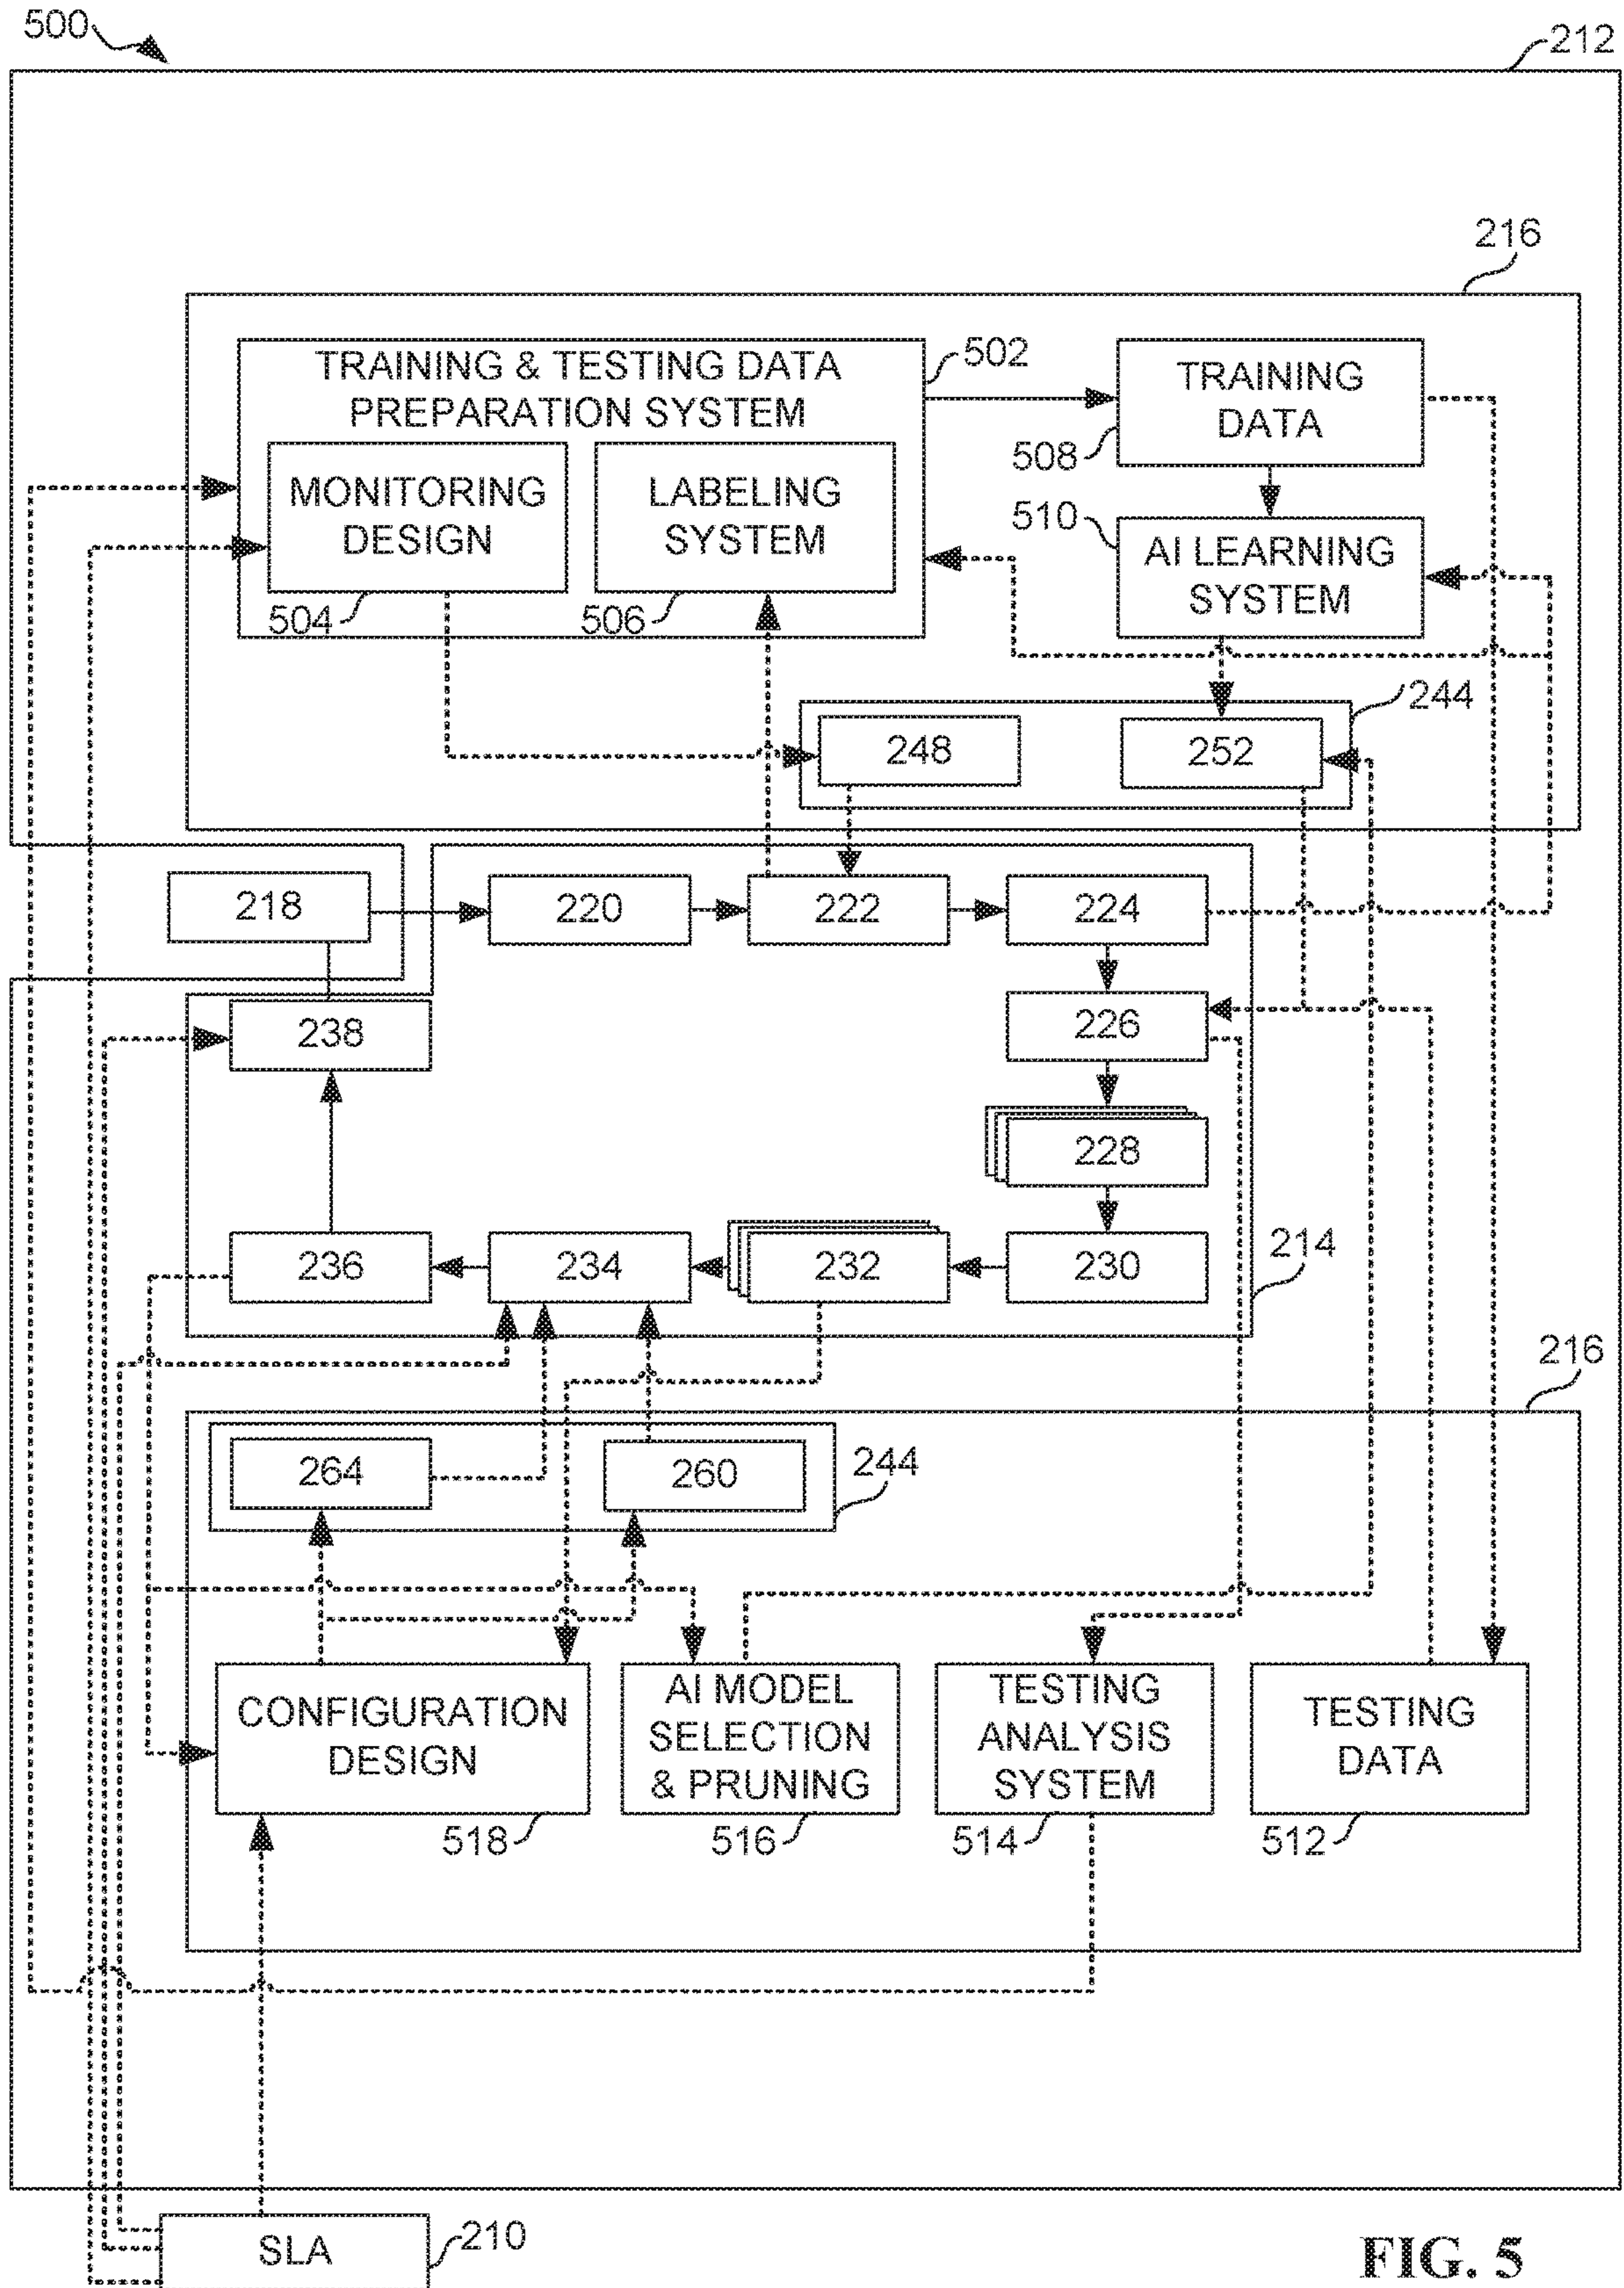 500
212
216
TRAINING & TESTING DATA
PREPARATION SYSTEM
502
TRAINING
DATA
508
MONITORING
DESIGN
504
LABELING
SYSTEM
506
510
AI LEARNING
SYSTEM
244
248
252
218
220
222
224
238
226
228
236
234
232
230
214
216
264
260
244
CONFIGURATION
DESIGN
518
AI MODEL
SELECTION
& PRUNING
516
TESTING
ANALYSIS
SYSTEM
514
TESTING
DATA
512
SLA
210
FIG. 5